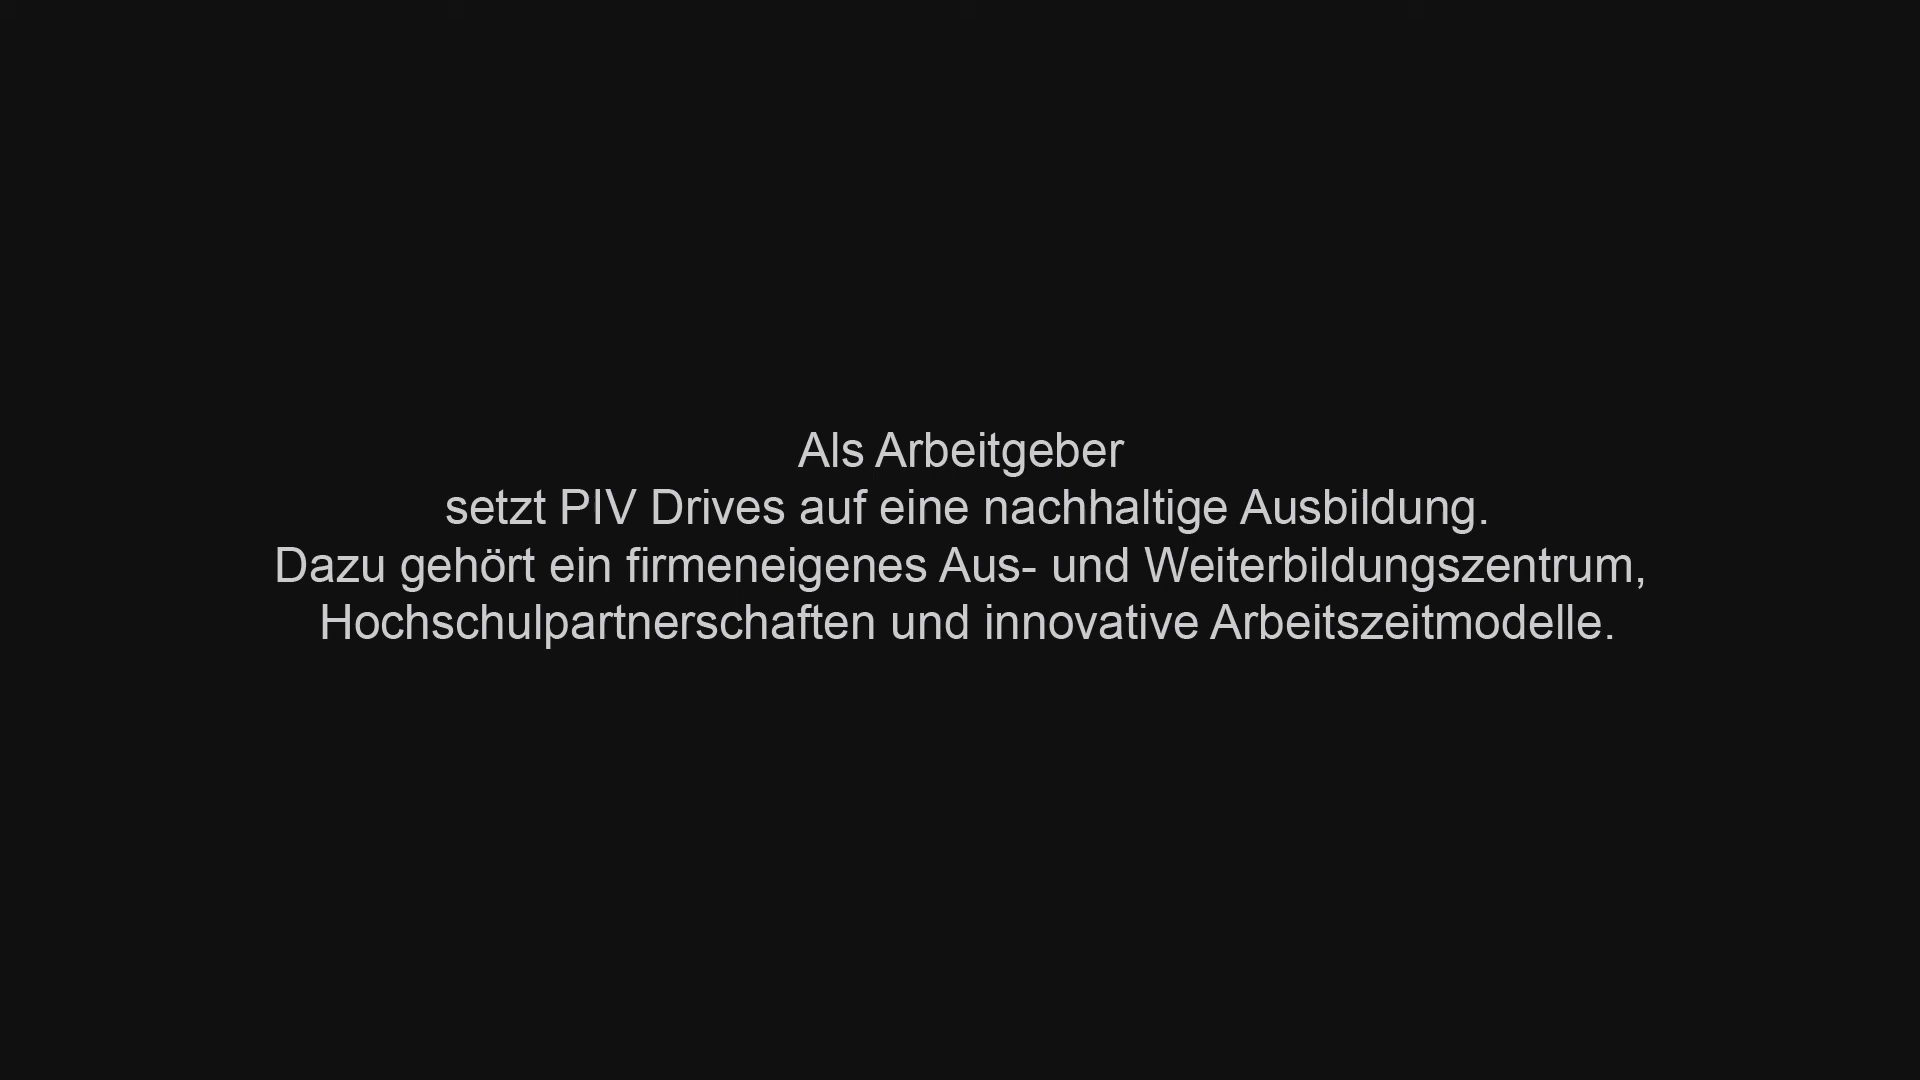 Als Arbeitgeber
setzt PIV Drives auf eine nachhaltige Ausbildung.
Dazu gehört ein firmeneigenes Aus- und Weiterbildungszentrum,
Hochschulpartnerschaften und innovative Arbeitszeitmodelle.